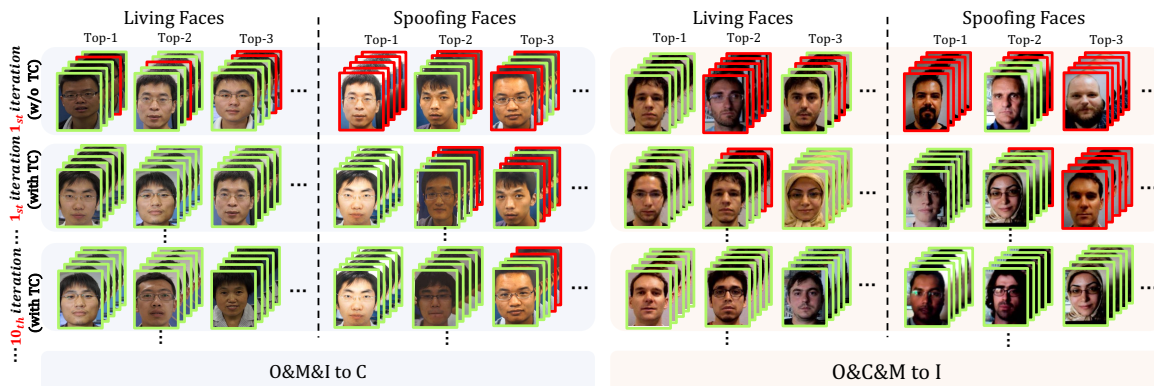 Living Faces
Spoofing Faces
Living Faces
Spoofing Faces
Top-1 Top-2 Top-3
Top-1 Top-2 Top-3
Top-1 Top-2 Top-3
Top-1 Top-2 Top-3
1st iteration
(w/o TC)
...
...
...
...
1st iteration
(with TC)
...
...
...
...
... 10th iteration
(with TC)
...
...
...
...
O&M&I to C
O&C&M to I